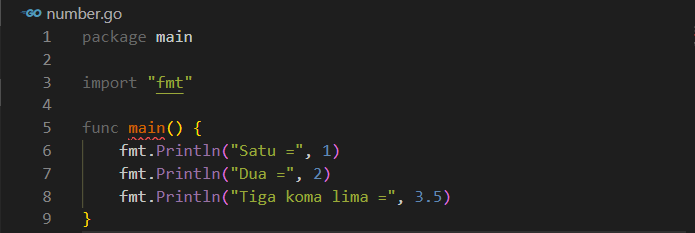 GO number.go
1 package main
2
3 import "fmt"
4
5 func main() {
6     fmt.Println("Satu =", 1)
7     fmt.Println("Dua =", 2)
8     fmt.Println("Tiga koma lima =", 3.5)
9 }